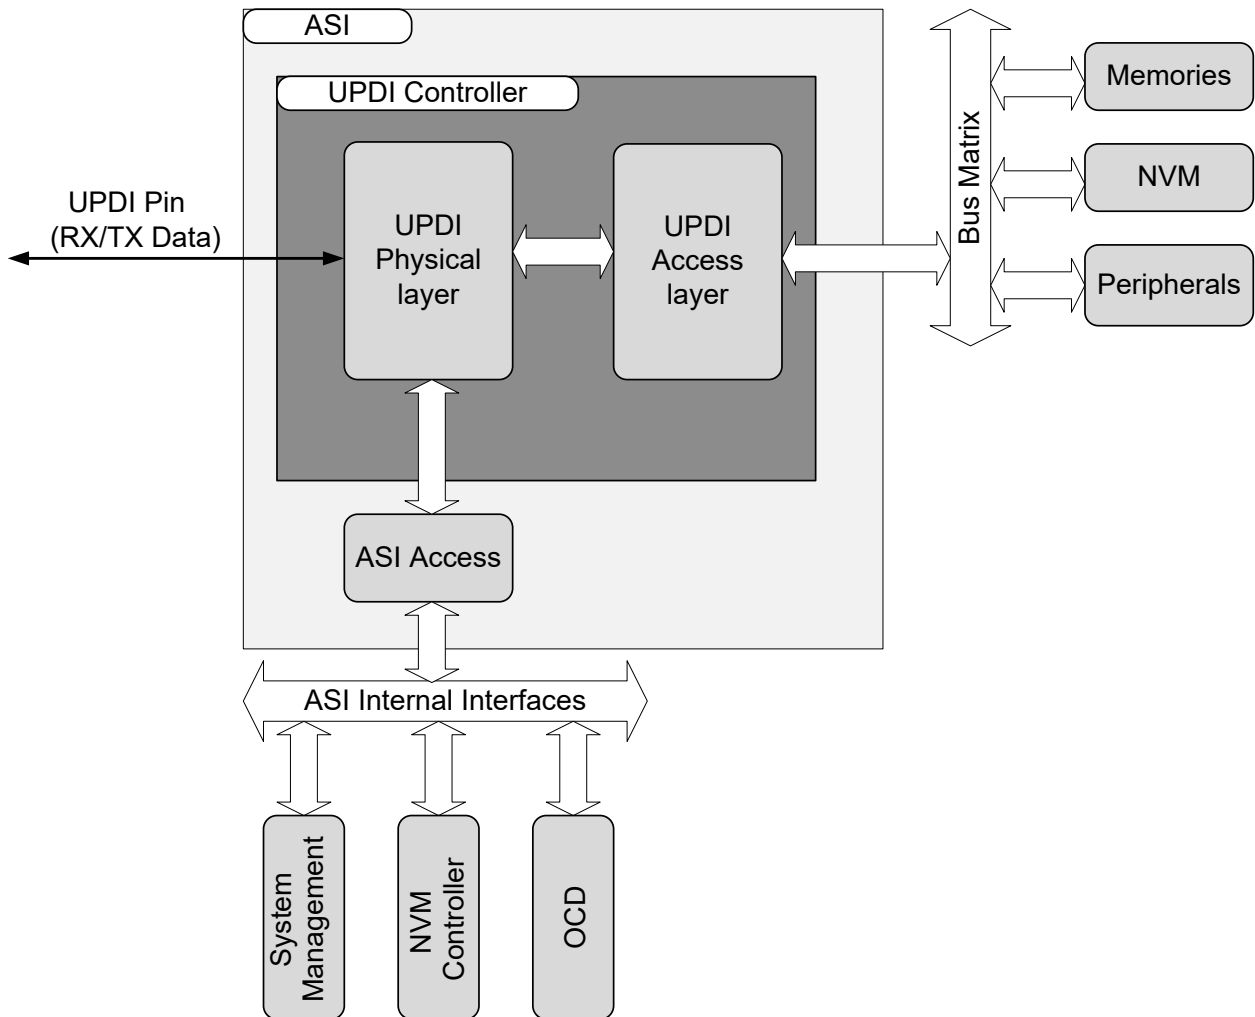 ASI
UPDI Controller
UPDI Pin
(RX/TX Data)
UPDI
Physical
layer
UPDI
Access
layer
Bus Matrix
Memories
NVM
Peripherals
ASI Access
ASI Internal Interfaces
System
Management
NVM
Controller
OCD